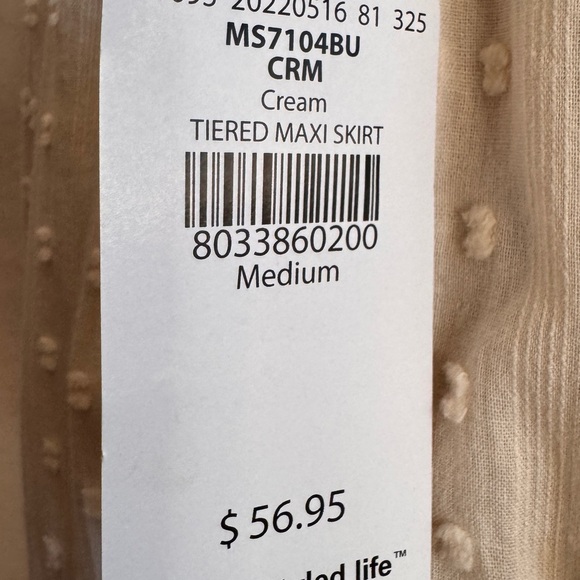 20220516 81 325
MS7104BU
CRM
Cream
TIERED MAXI SKIRT
8033860200
Medium
$ 56.95
life™